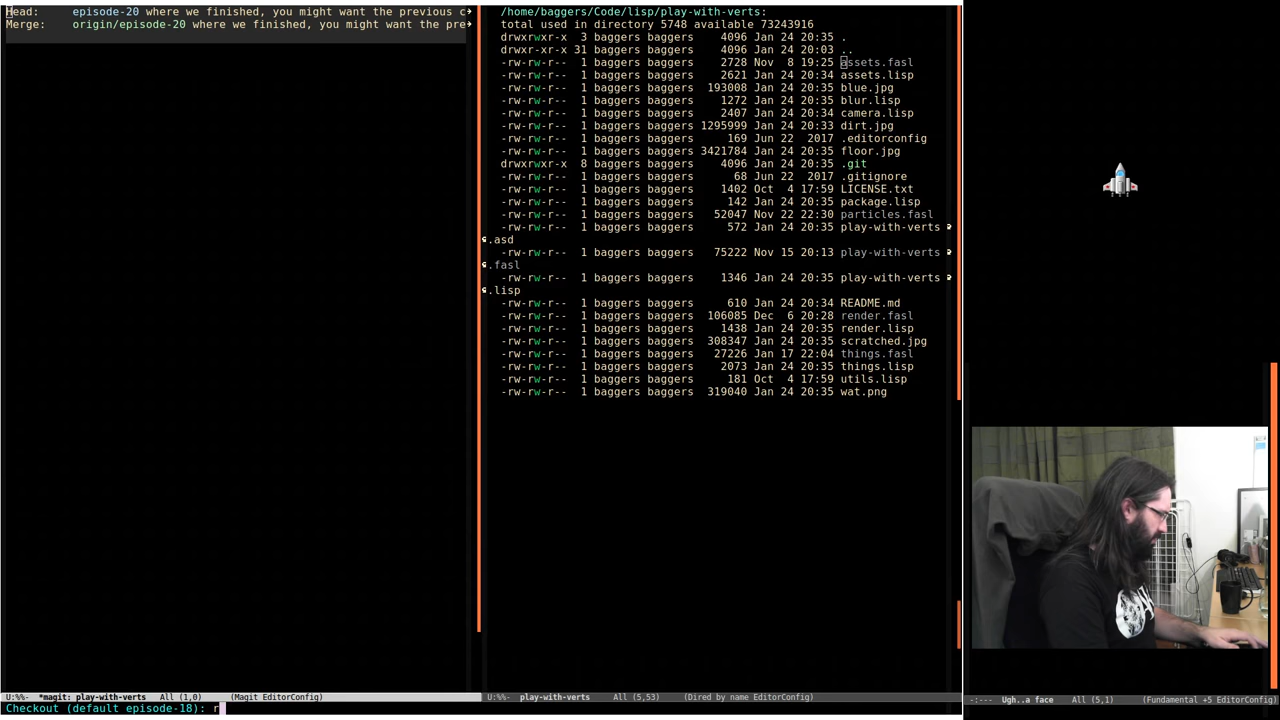 Head:     episode-20 where we finished, you might want the previous c
Merge:    origin/episode-20 where we finished, you might want the pre
/home/baggers/Code/lisp/play-with-verts:
total used in directory 5748 available 73243916
drwxrwxr-x  3 baggers baggers    4096 Jan 24 20:35 .
drwxr-xr-x 31 baggers baggers    4096 Jan 24 20:03 ..
-rw-rw-r--  1 baggers baggers    2728 Nov  8 19:25 assets.fasl
-rw-rw-r--  1 baggers baggers    2621 Jan 24 20:34 assets.lisp
-rw-rw-r--  1 baggers baggers  193008 Jan 24 20:35 blue.jpg
-rw-rw-r--  1 baggers baggers    1272 Jan 24 20:35 blur.lisp
-rw-rw-r--  1 baggers baggers    2407 Jan 24 20:34 camera.lisp
-rw-rw-r--  1 baggers baggers 1295999 Jan 24 20:33 dirt.jpg
-rw-rw-r--  1 baggers baggers     169 Jun 22  2017 .editorconfig
-rw-rw-r--  1 baggers baggers 3421784 Jan 24 20:35 floor.jpg
drwxrwxr-x  8 baggers baggers    4096 Jan 24 20:35 .git
-rw-rw-r--  1 baggers baggers      68 Jun 22  2017 .gitignore
-rw-rw-r--  1 baggers baggers    1402 Oct  4 17:59 LICENSE.txt
-rw-rw-r--  1 baggers baggers     142 Jan 24 20:35 package.lisp
-rw-rw-r--  1 baggers baggers   52047 Nov 22 22:30 particles.fasl
-rw-rw-r--  1 baggers baggers     572 Jan 24 20:35 play-with-verts
.asd
-rw-rw-r--  1 baggers baggers   75222 Nov 15 20:13 play-with-verts
.fasl
-rw-rw-r--  1 baggers baggers    1346 Jan 24 20:35 play-with-verts
.lisp
-rw-rw-r--  1 baggers baggers     610 Jan 24 20:34 README.md
-rw-rw-r--  1 baggers baggers  106085 Dec  6 20:28 render.fasl
-rw-rw-r--  1 baggers baggers    1438 Jan 24 20:35 render.lisp
-rw-rw-r--  1 baggers baggers  308347 Jan 24 20:35 scratched.jpg
-rw-rw-r--  1 baggers baggers   27226 Jan 17 22:04 things.fasl
-rw-rw-r--  1 baggers baggers    2073 Jan 24 20:35 things.lisp
-rw-rw-r--  1 baggers baggers     181 Oct  4 17:59 utils.lisp
-rw-rw-r--  1 baggers baggers  319040 Jan 24 20:35 wat.png
U:%%-  *magit: play-with-verts   All (1,0)      (Magit EditorConfig)
U:%%-  play-with-verts     All (5,53)     (Dired by name EditorConfig)
-:---  Ugh..a face    All (5,1)      (Fundamental +5 EditorConfig)
Checkout (default episode-18): r